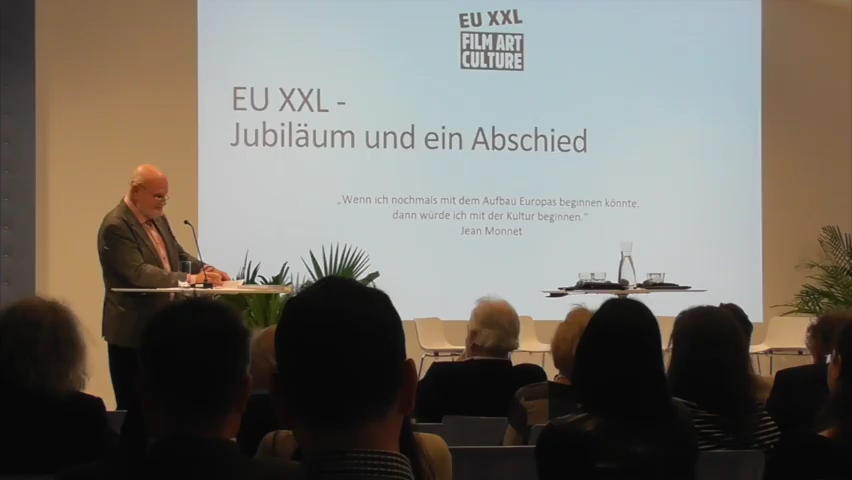 EU XXL
FILM ART
CULTURE
EU XXL -
Jubiläum und ein Abschied
„Wenn ich nochmals mit dem Aufbau Europas beginnen könnte,
dann würde ich mit der Kultur beginnen.“
Jean Monnet